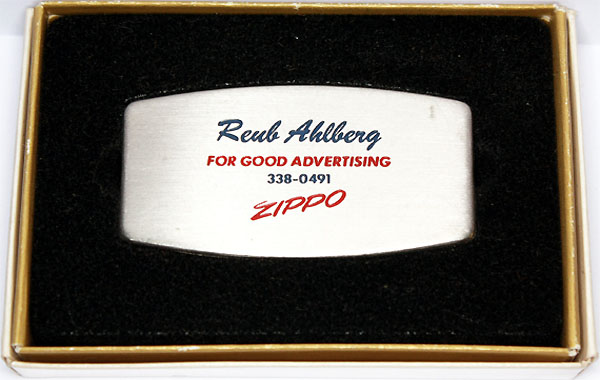 Reub Ahlberg
FOR GOOD ADVERTISING
338-0491
ZIPPO